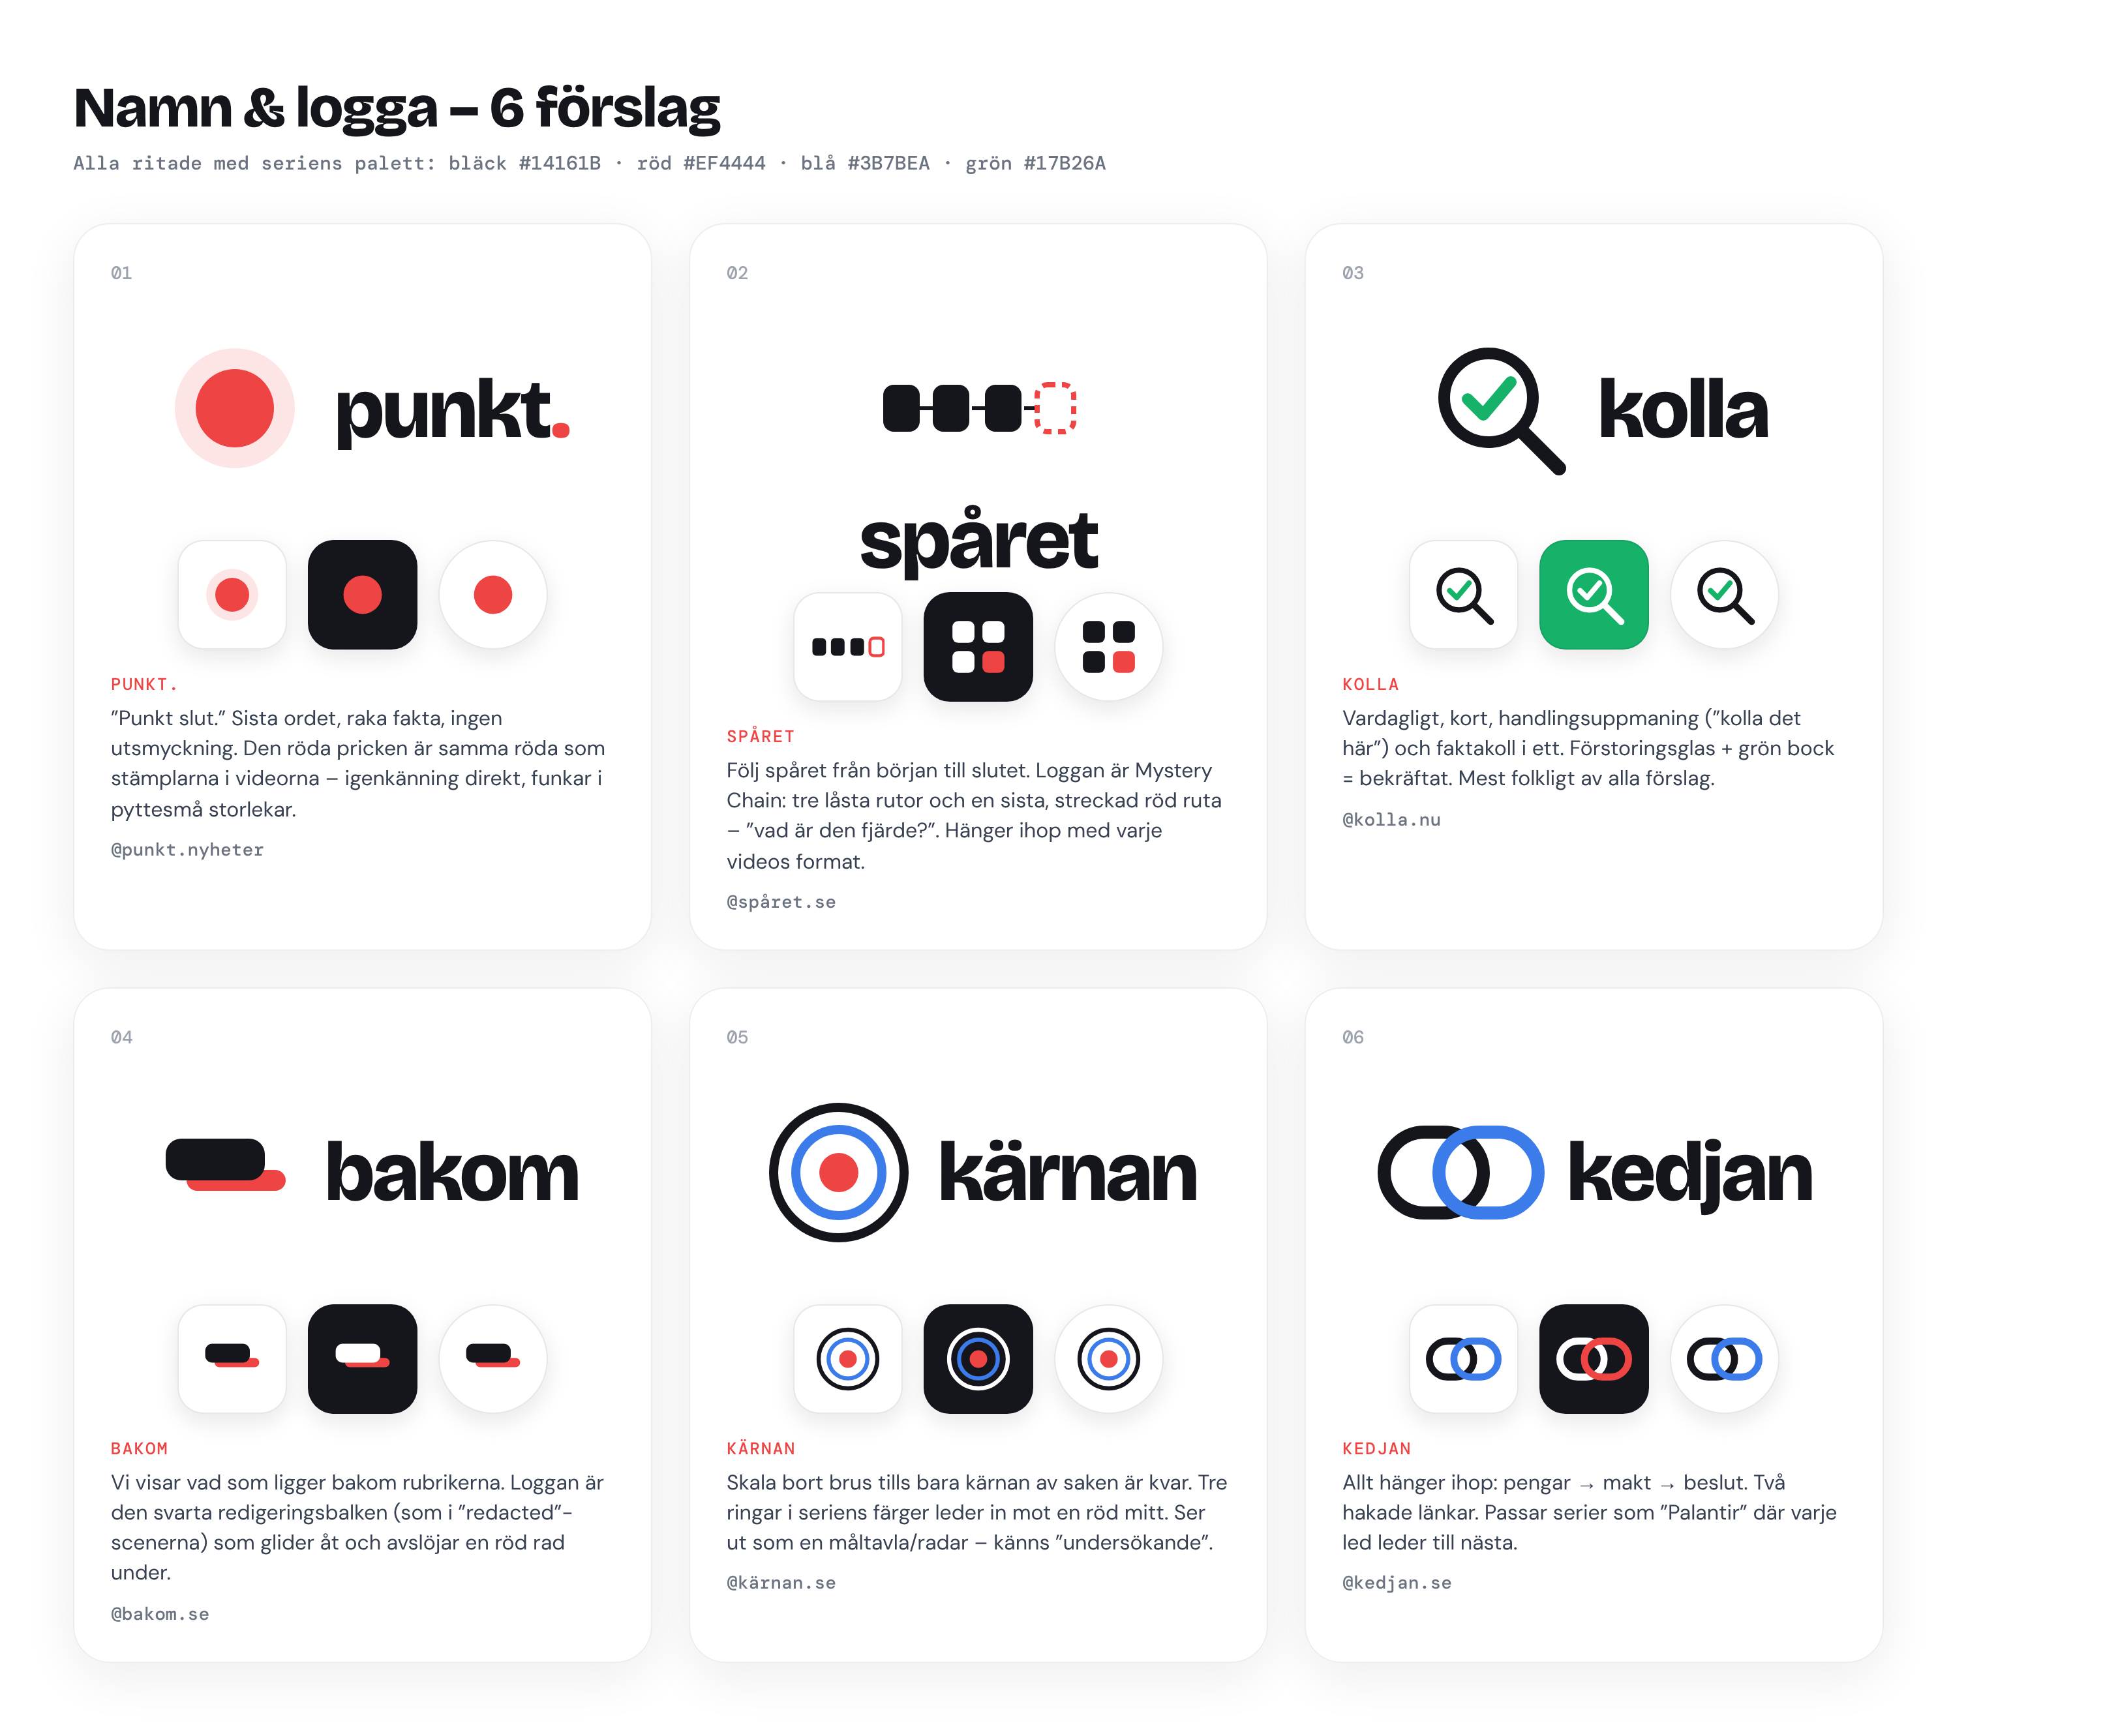 Namn & logga – 6 förslag
Alla ritade med seriens palett: bläck #14161B · röd #EF4444 · blå #3B7BEA · grön #17B26A
01
punkt.
PUNKT.
”Punkt slut.” Sista ordet, raka fakta, ingen
utsmyckning. Den röda pricken är samma röda som
stämplarna i videorna – igenkänning direkt, funkar i
pyttesmå storlekar.
@punkt.nyheter
02
spåret
SPÅRET
Följ spåret från början till slutet. Loggan är Mystery
Chain: tre låsta rutor och en sista, streckad röd ruta
– ”vad är den fjärde?”. Hänger ihop med varje
videos format.
@spåret.se
03
kolla
KOLLA
Vardagligt, kort, handlingsuppmaning (”kolla det
här”) och faktakoll i ett. Förstoringsglas + grön bock
= bekräftat. Mest folkligt av alla förslag.
@kolla.nu
04
bakom
BAKOM
Vi visar vad som ligger bakom rubrikerna. Loggan är
den svarta redigeringsbalken (som i ”redacted”-
scenerna) som glider åt och avslöjar en röd rad
under.
@bakom.se
05
kärnan
KÄRNAN
Skala bort brus tills bara kärnan av saken är kvar. Tre
ringar i seriens färger leder in mot en röd mitt. Ser
ut som en måltavla/radar – känns ”undersökande”.
@kärnan.se
06
kedjan
KEDJAN
Allt hänger ihop: pengar → makt → beslut. Två
hakade länkar. Passar serier som ”Palantir” där varje
led leder till nästa.
@kedjan.se